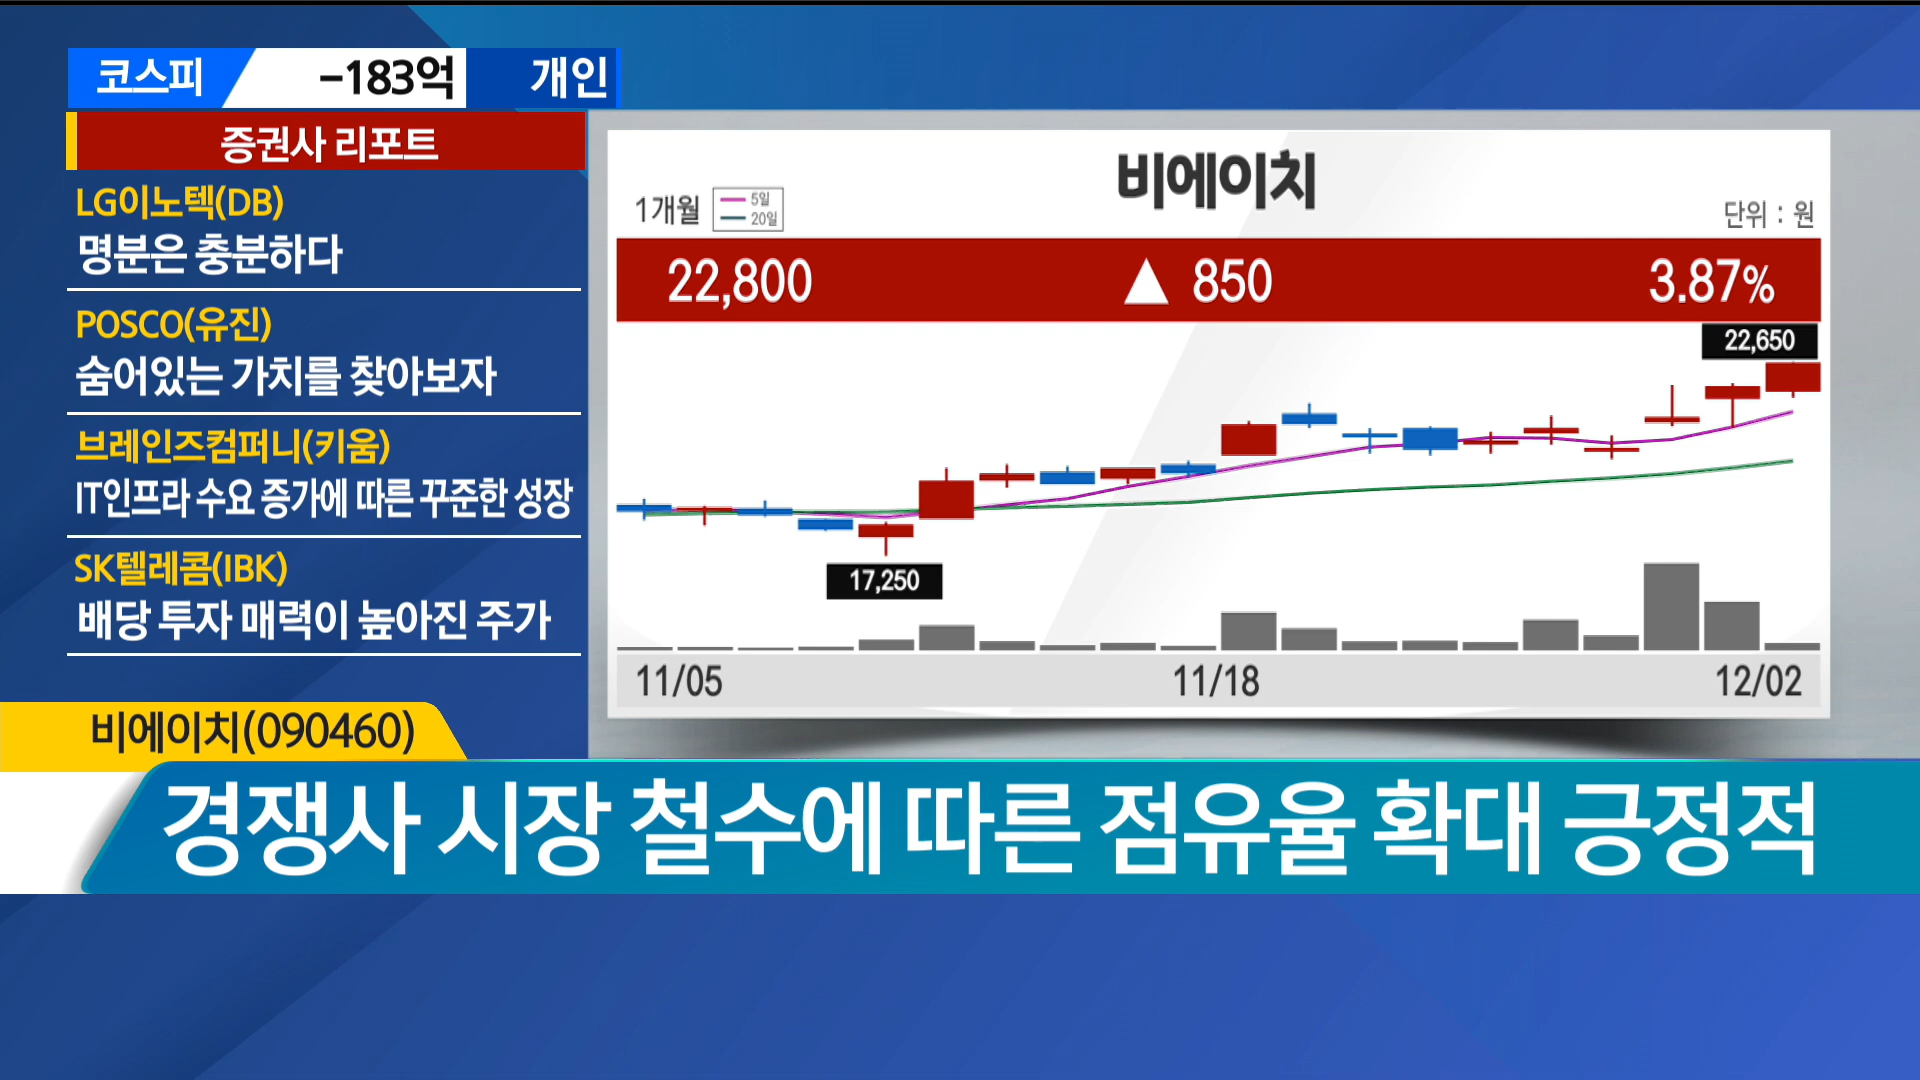 코스피 -183억 개인
증권사 리포트
LG이노텍(DB)
명분은 충분하다
POSCO(유진)
숨어있는 가치를 찾아보자
브레인즈컴퍼니(키움)
IT인프라 수요 증가에 따른 꾸준한 성장
SK텔레콤(IBK)
배당 투자 매력이 높아진 주가
비에이치
1개월
5일
20일
단위 : 원
22,800 ▲ 850 3.87%
22,650
17,250
11/05 11/18 12/02
비에이치(090460)
경쟁사 시장 철수에 따른 점유율 확대 긍정적